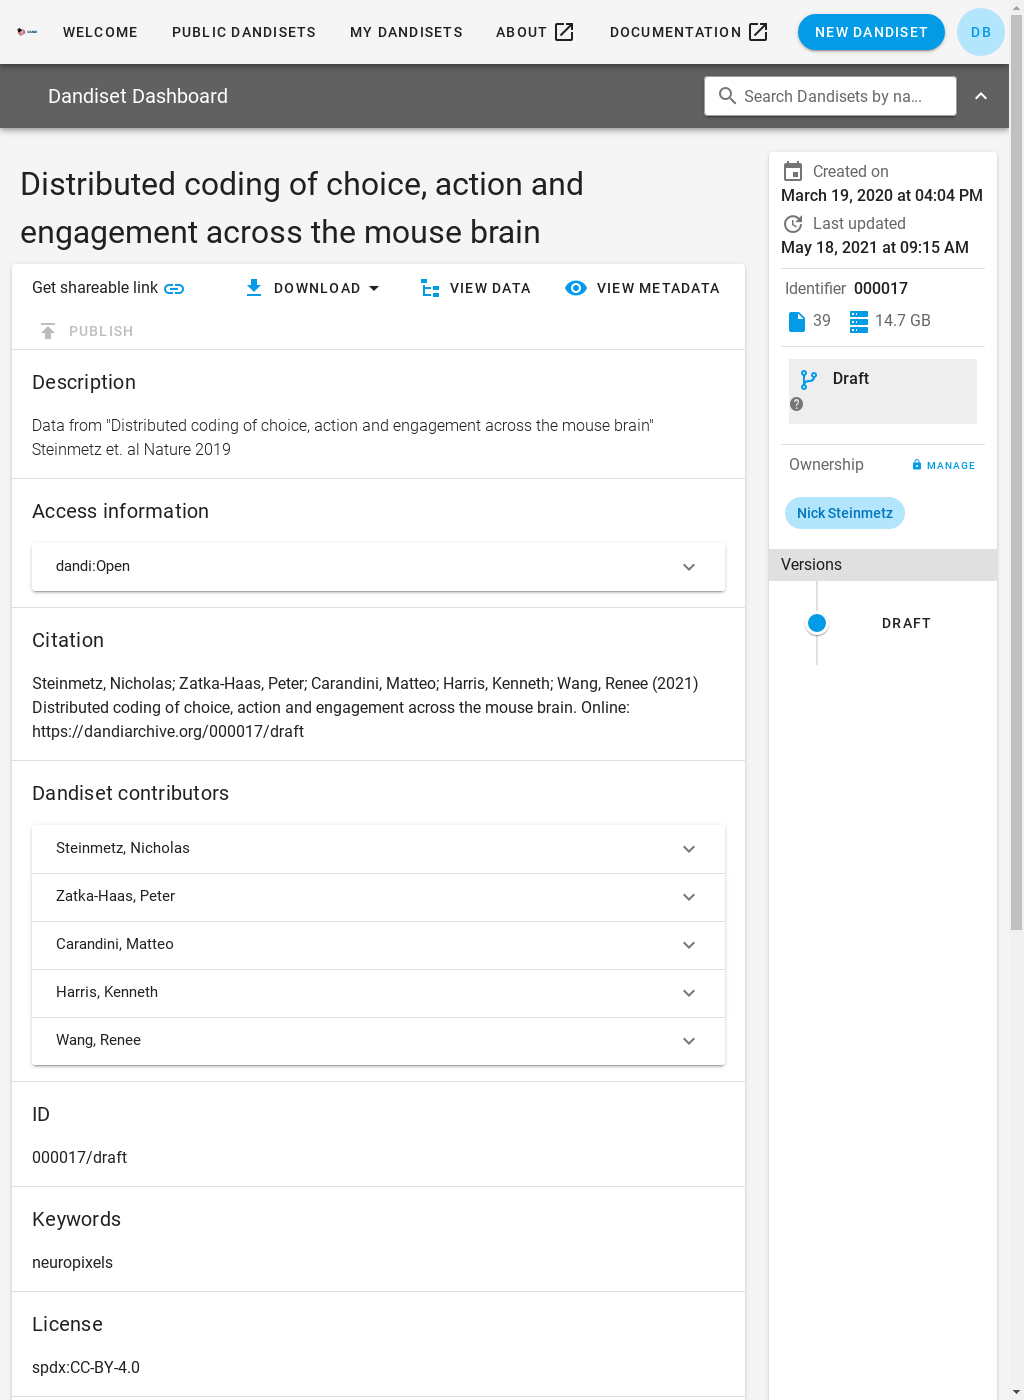 WELCOME
PUBLIC DANDISETS
MY DANDISETS
ABOUT
DOCUMENTATION
NEW DANDISET
DB
Dandiset Dashboard
Search Dandisets by na...
Distributed coding of choice, action and
engagement across the mouse brain
Get shareable link
DOWNLOAD
VIEW DATA
VIEW METADATA
PUBLISH
Description
Data from "Distributed coding of choice, action and engagement across the mouse brain"
Steinmetz et. al Nature 2019
Access information
dandi:Open
Citation
Steinmetz, Nicholas; Zatka-Haas, Peter; Carandini, Matteo; Harris, Kenneth; Wang, Renee (2021)
Distributed coding of choice, action and engagement across the mouse brain. Online:
https://dandiarchive.org/000017/draft
Dandiset contributors
Steinmetz, Nicholas
Zatka-Haas, Peter
Carandini, Matteo
Harris, Kenneth
Wang, Renee
ID
000017/draft
Keywords
neuropixels
License
spdx:CC-BY-4.0
Created on
March 19, 2020 at 04:04 PM
Last updated
May 18, 2021 at 09:15 AM
Identifier 000017
39
14.7 GB
Draft
Ownership
MANAGE
Nick Steinmetz
Versions
DRAFT